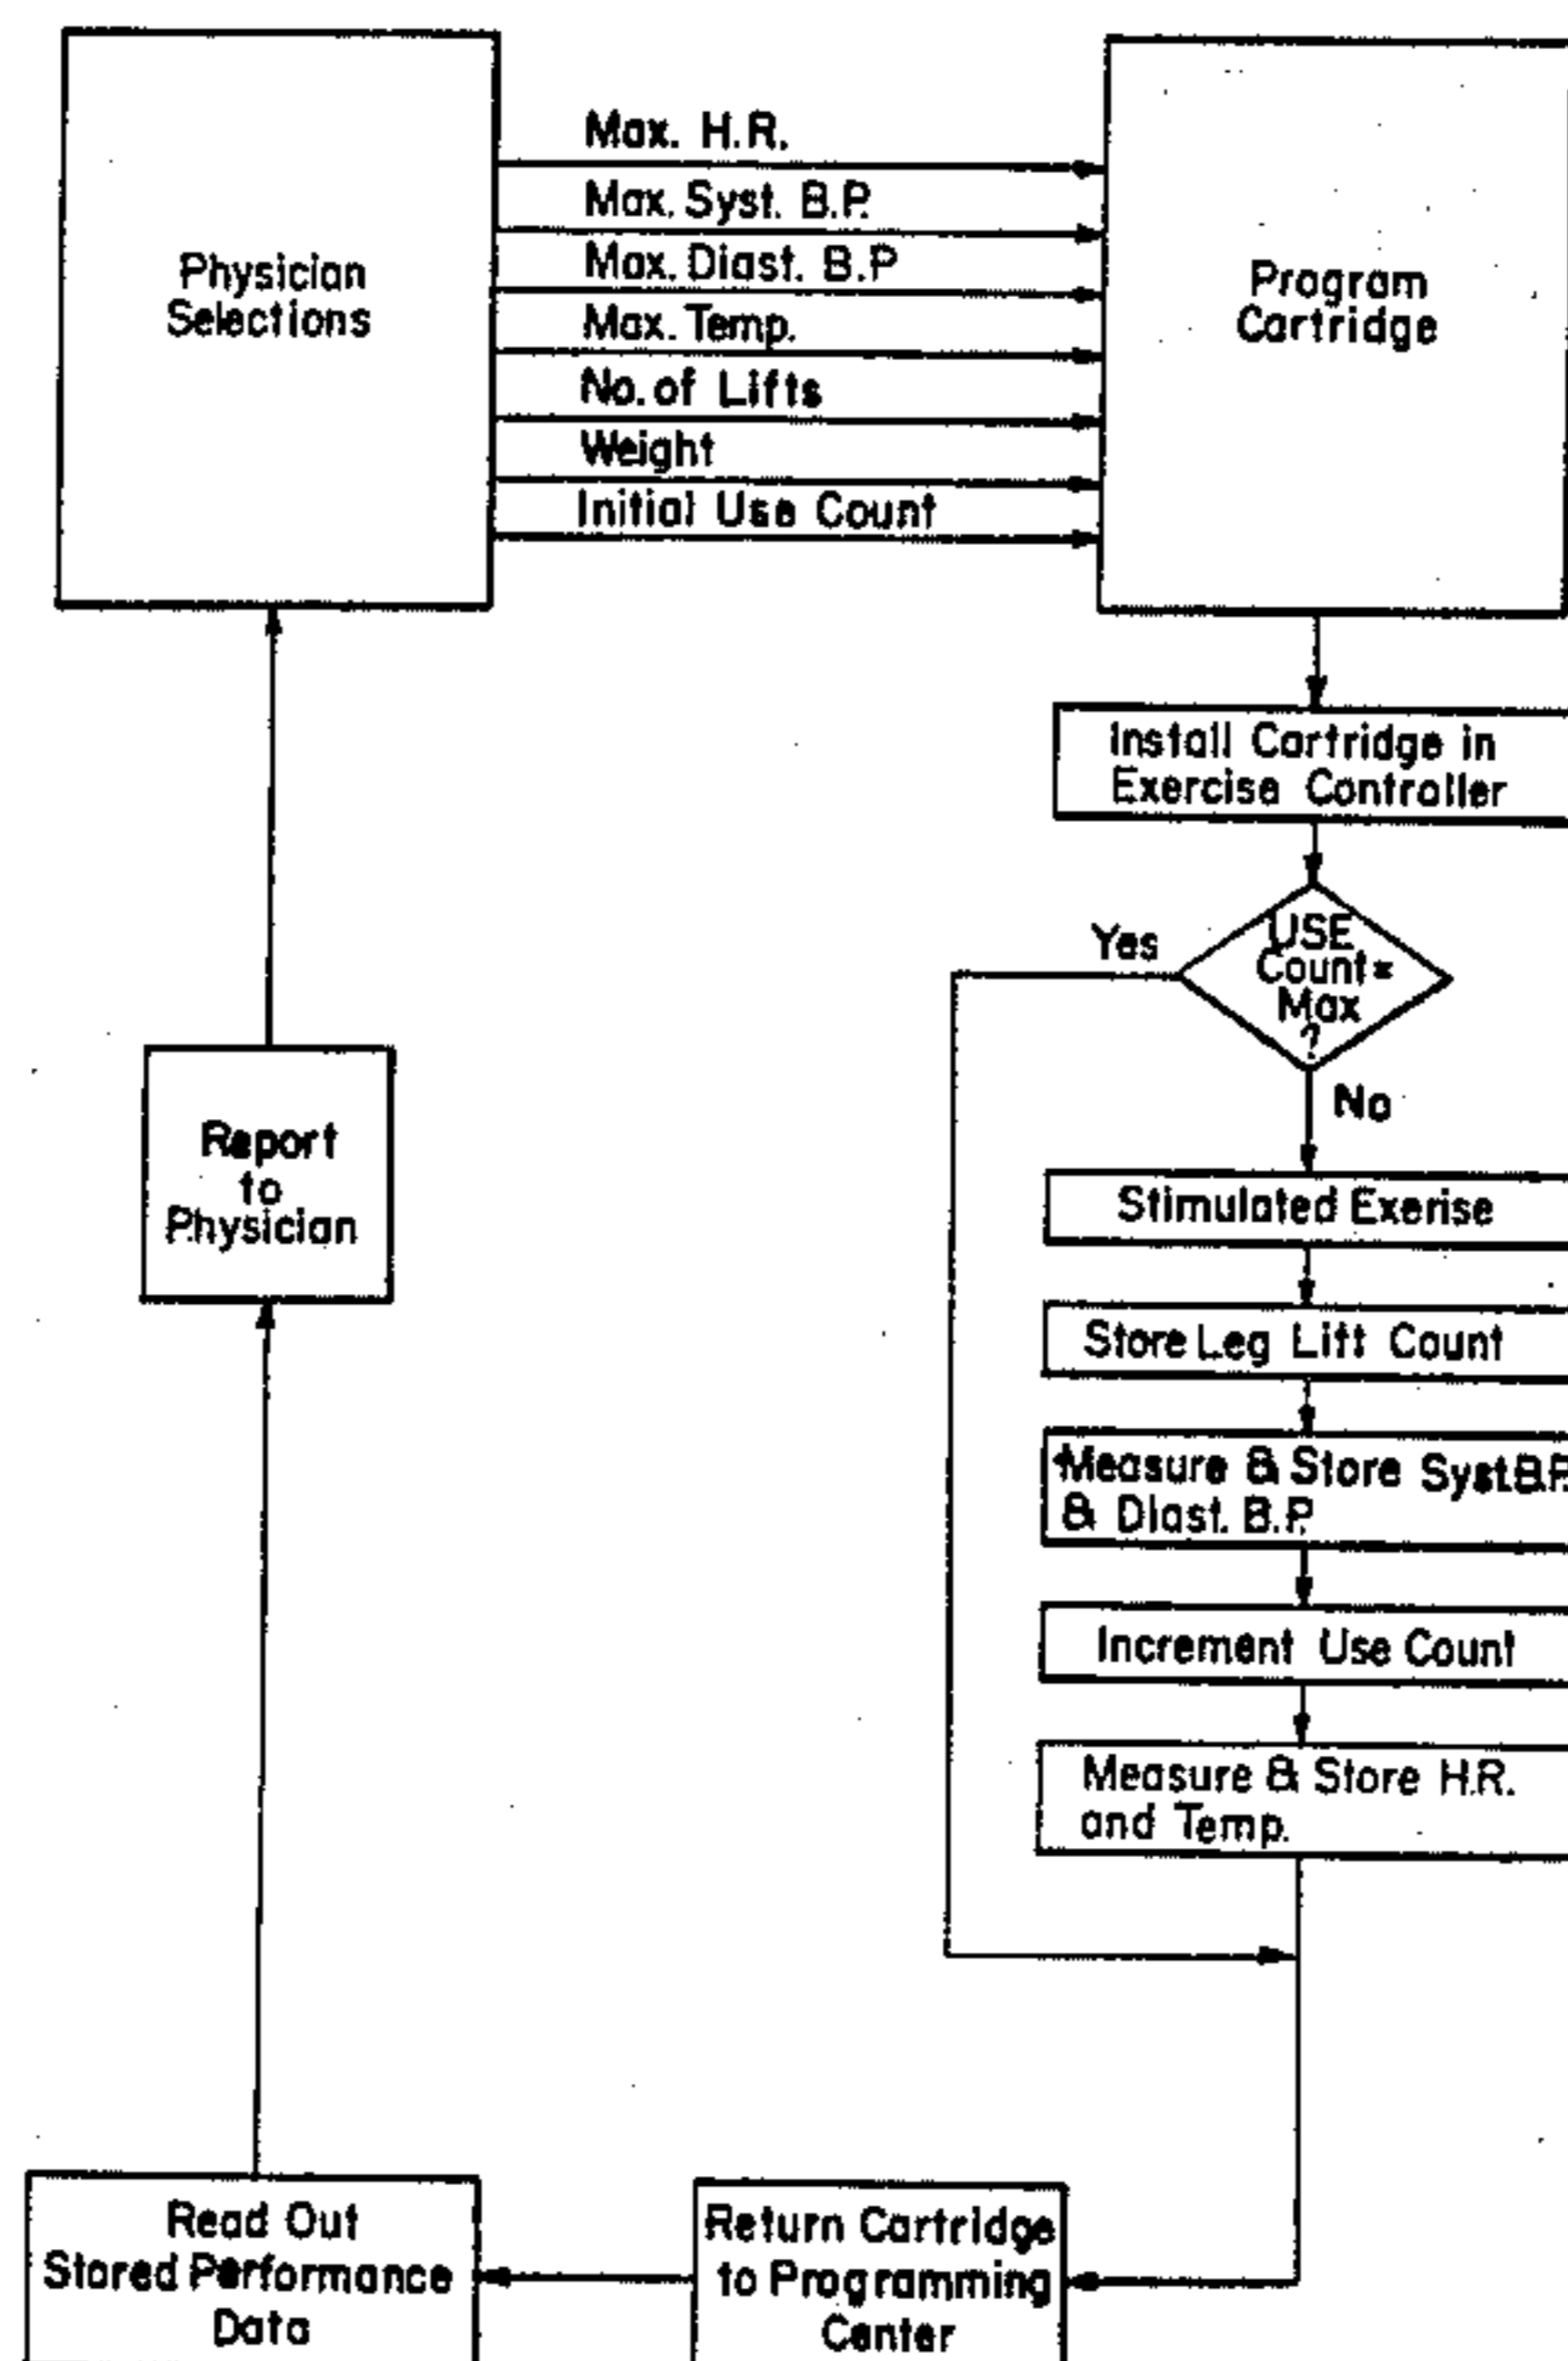 Physician
Selections
Max. H.R.
Max. Syst. B.P.
Max. Diast. B.P
Max. Temp.
No. of Lifts
Weight
Initial Use Count
Program
Cartridge
Install Cartridge in
Exercise Controller
USE
Count =
Max
?
Yes
No
Stimulated Exerise
Store Leg Lift Count
Measure & Store Syst. B.P.
& Diast. B.P.
Increment Use Count
Measure & Store H.R.
and Temp.
Return Cartridge
to Programming
Center
Read Out
Stored Performance
Data
Report
to
Physician